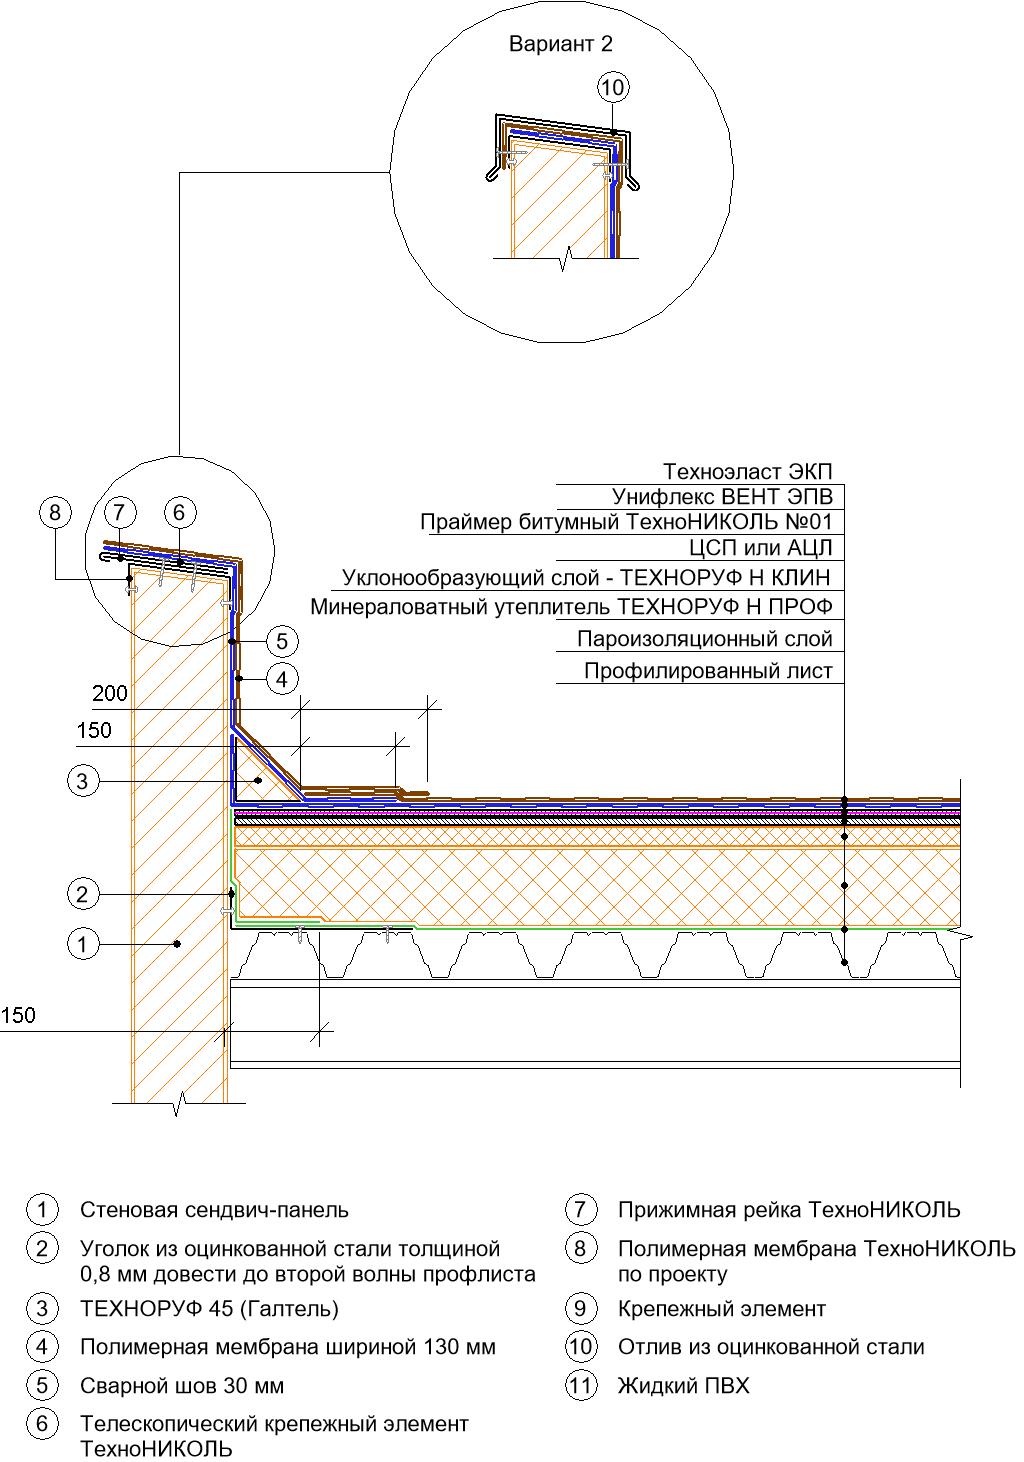 Вариант 2
10
Техноэласт ЭКП
Унифлекс ВЕНТ ЭПВ
Праймер битумный ТехноНИКОЛЬ №01
ЦСП или АЦЛ
Уклонообразующий слой - ТЕХНОРУФ Н КЛИН
Минераловатный утеплитель ТЕХНОРУФ Н ПРОФ
Пароизоляционный слой
Профилированный лист
8
7
6
5
4
200
150
3
2
1
150
1 Стеновая сендвич-панель
2 Уголок из оцинкованной стали толщиной
0,8 мм довести до второй волны профлиста
3 ТЕХНОРУФ 45 (Галтель)
4 Полимерная мембрана шириной 130 мм
5 Сварной шов 30 мм
6 Телескопический крепежный элемент
ТехноНИКОЛЬ
7 Прижимная рейка ТехноНИКОЛЬ
8 Полимерная мембрана ТехноНИКОЛЬ
по проекту
9 Крепежный элемент
10 Отлив из оцинкованной стали
11 Жидкий ПВХ